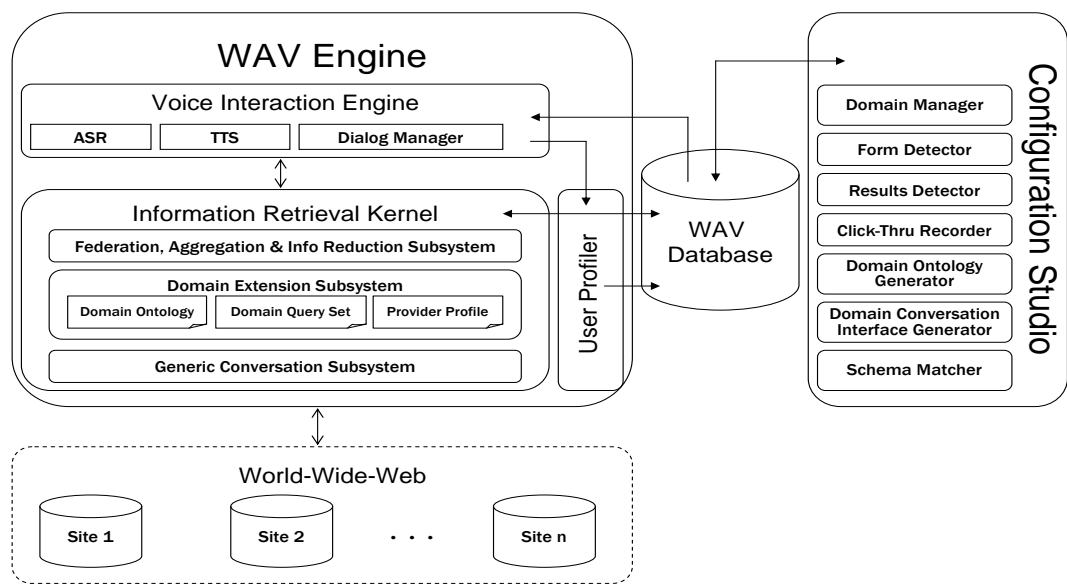 WAV Engine
Voice Interaction Engine
ASR
TTS
Dialog Manager
Information Retrieval Kernel
Federation, Aggregation & Info Reduction Subsystem
Domain Extension Subsystem
Domain Ontology
Domain Query Set
Provider Profile
Generic Conversation Subsystem
User Profiler
WAV
Database
Configuration Studio
Domain Manager
Form Detector
Results Detector
Click-Thru Recorder
Domain Ontology
Generator
Domain Conversation
Interface Generator
Schema Matcher
World-Wide-Web
Site 1
Site 2
. . .
Site n